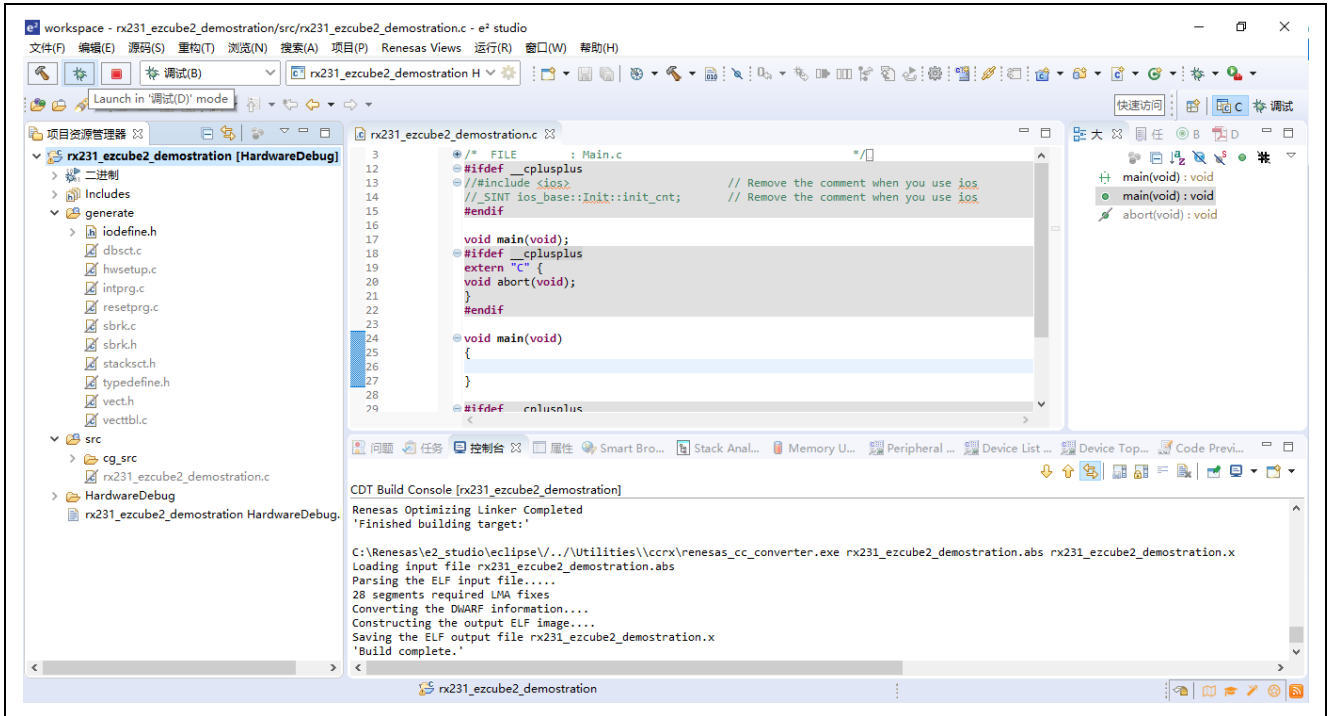 workspace - rx231_ezcube2_demostration/src/rx231_ezcube2_demostration.c - e² studio
文件(F) 编辑(E) 源码(S) 重构(T) 浏览(N) 搜索(A) 项目(P) Renesas Views 运行(R) 窗口(W) 帮助(H)
调试(B) rx231_ezcube2_demostration H
Launch in '调试(D)' mode
快速访问 C 调试
项目资源管理器
rx231_ezcube2_demostration [HardwareDebug]
二进制
Includes
generate
iodefine.h
dbsct.c
hwsetup.c
intprg.c
resetprg.c
sbrk.c
sbrk.h
stacksct.h
typedefine.h
vect.h
vecttbl.c
src
cg_src
rx231_ezcube2_demostration.c
HardwareDebug
rx231_ezcube2_demostration HardwareDebug.
rx231_ezcube2_demostration.c
3 /* FILE : Main.c */
12 #ifdef __cplusplus
13 //#include <ios> // Remove the comment when you use ios
14 //_SINT ios_base::Init::init_cnt; // Remove the comment when you use ios
15 #endif
16
17 void main(void);
18 #ifdef __cplusplus
19 extern "C" {
20 void abort(void);
21 }
22 #endif
23
24 void main(void)
25 {
26
27 }
28
29 #ifdef __cplusplus
大 任 B D
main(void) : void
main(void) : void
abort(void) : void
问题 任务 控制台 属性 Smart Bro... Stack Anal... Memory U... Peripheral ... Device List ... Device Top... Code Previ...
CDT Build Console [rx231_ezcube2_demostration]
Renesas Optimizing Linker Completed
'Finished building target:'
C:\Renesas\e2_studio\eclipse\/../\Utilities\\ccrx\renesas_cc_converter.exe rx231_ezcube2_demostration.abs rx231_ezcube2_demostration.x
Loading input file rx231_ezcube2_demostration.abs
Parsing the ELF input file.....
28 segments required LMA fixes
Converting the DWARF information....
Constructing the output ELF image....
Saving the ELF output file rx231_ezcube2_demostration.x
'Build complete.'
rx231_ezcube2_demostration